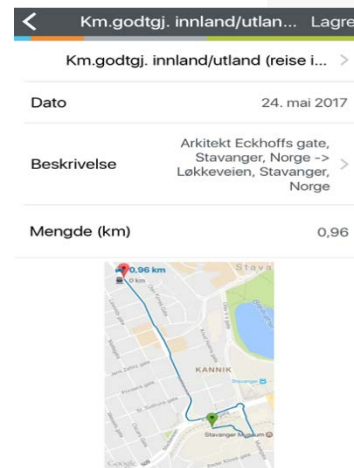 Km.godtgj. innland/utlan... Lagre
Km.godtgj. innland/utland (reise i...
Dato 24. mai 2017
Beskrivelse
Arkitekt Eckhoffs gate,
Stavanger, Norge ->
Løkkeveien, Stavanger,
Norge
Mengde (km) 0,96
0,96 km
0 km
Stava
KANNIK
Stavanger
Stavanger Museum
Google